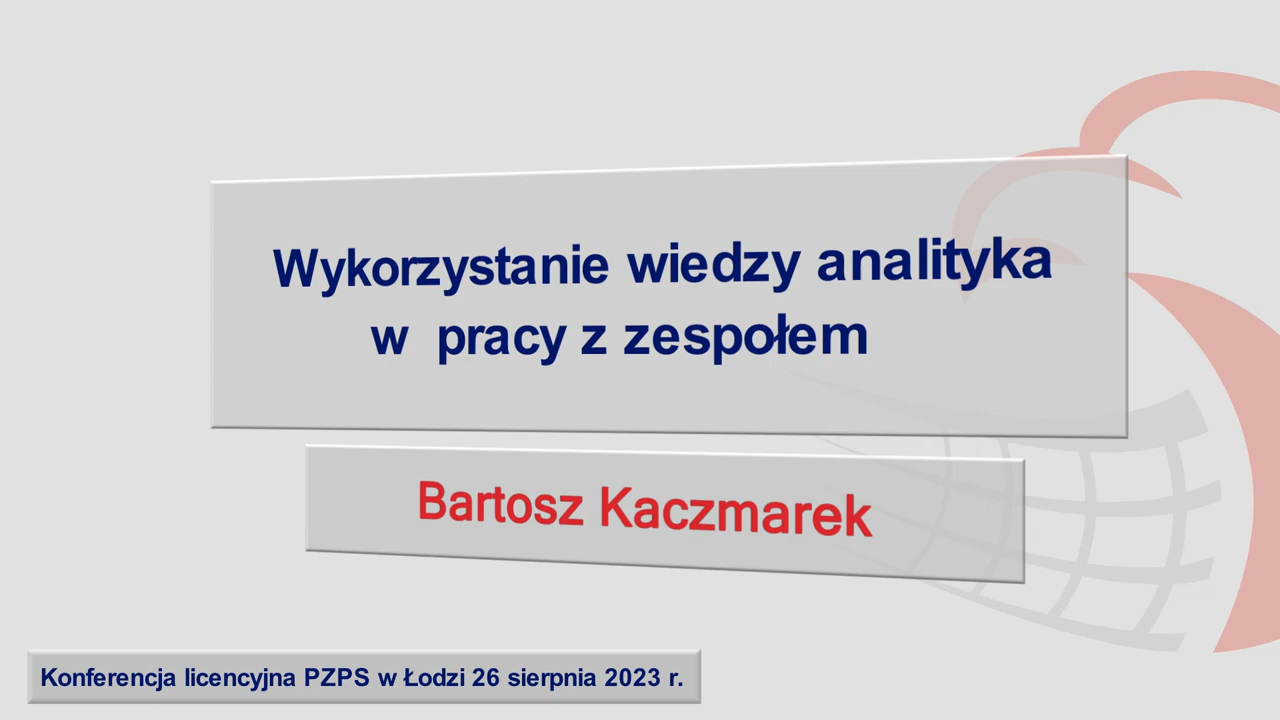 Wykorzystanie wiedzy analityka
w pracy z zespołem
Bartosz Kaczmarek
Konferencja licencyjna PZPS w Łodzi 26 sierpnia 2023 r.